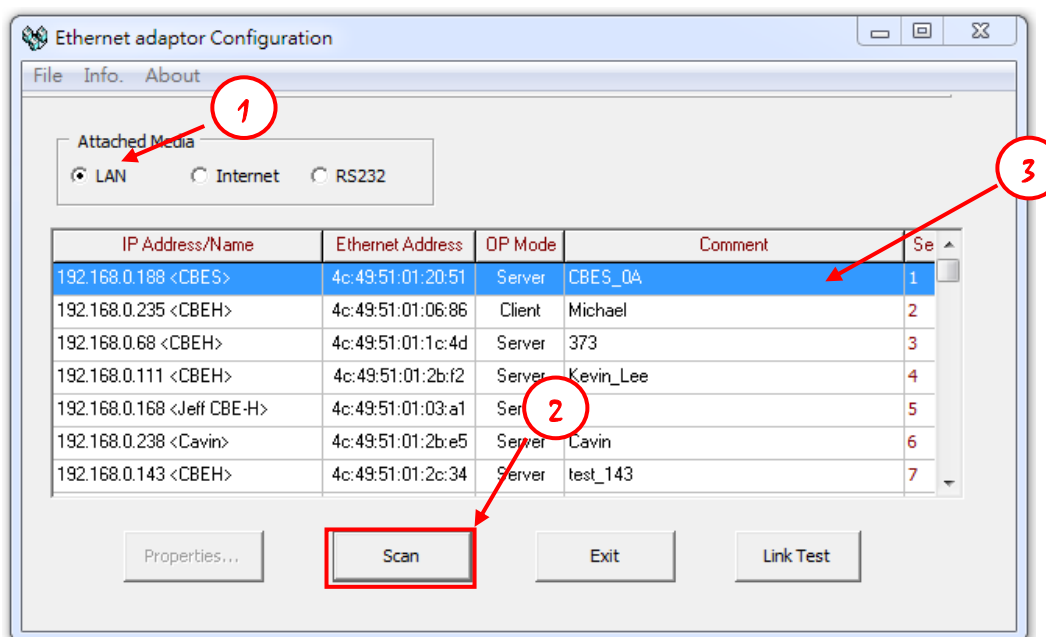 Ethernet adaptor Configuration
File Info. About
1
Attached Media
LAN Internet RS232
3
IP Address/Name Ethernet Address OP Mode Comment Se
192.168.0.188 <CBES> 4c:49:51:01:20:51 Server CBES_0A 1
192.168.0.235 <CBEH> 4c:49:51:01:06:86 Client Michael 2
192.168.0.68 <CBEH> 4c:49:51:01:1c:4d Server 373 3
192.168.0.111 <CBEH> 4c:49:51:01:2b:f2 Server Kevin_Lee 4
192.168.0.168 <Jeff CBE-H> 4c:49:51:01:03:a1 5
2
192.168.0.238 <Cavin> 4c:49:51:01:2b:e5 Server Cavin 6
192.168.0.143 <CBEH> 4c:49:51:01:2c:34 Server test_143 7
Properties... Scan Exit Link Test